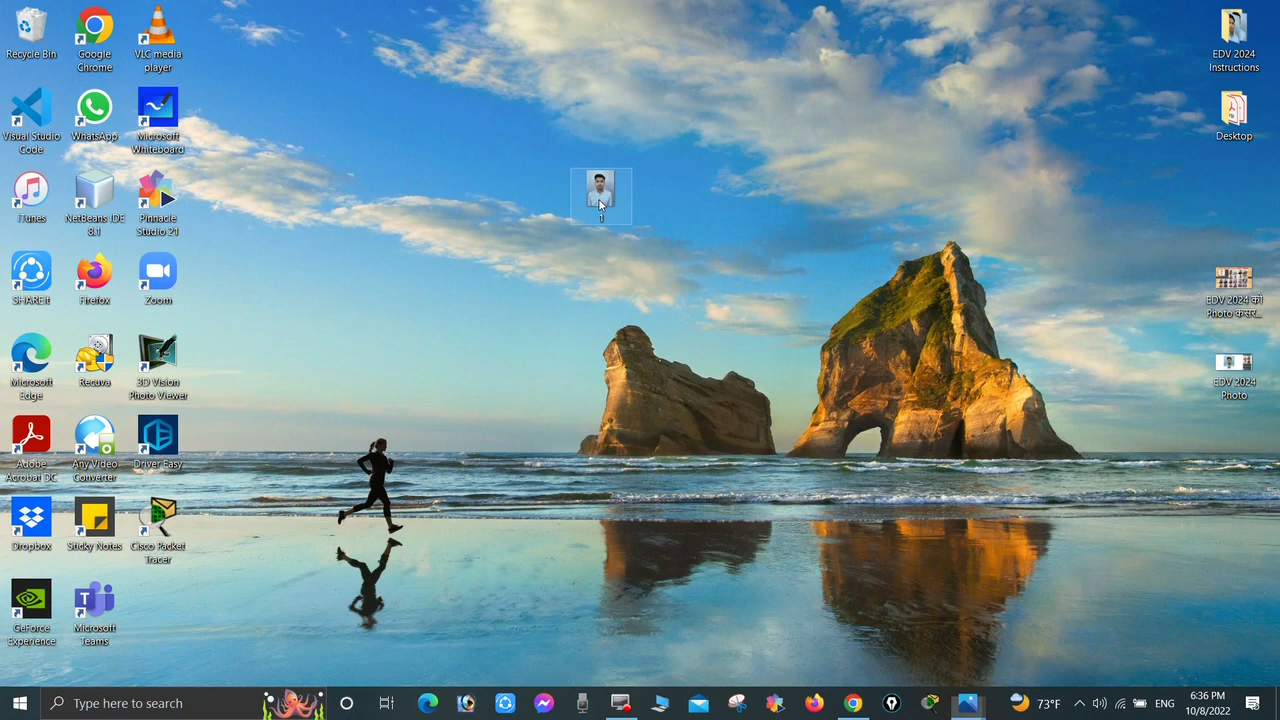 Recycle Bin
Google
Chrome
VLC media
player
Visual Studio
Code
WhatsApp
Microsoft
Whiteboard
iTunes
NetBeans IDE
8.1
Pinnacle
Studio 21
SHAREit
Firefox
Zoom
Microsoft
Edge
Recuva
3D Vision
Photo Viewer
Adobe
Acrobat DC
Any Video
Converter
Driver Easy
Dropbox
Sticky Notes
Cisco Packet
Tracer
GeForce
Experience
Microsoft
Teams
1
EDV 2024
Instructions
Desktop
EDV 2024 को
Photo कसर...
EDV 2024
Photo
Type here to search
73°F
ENG
6:36 PM
10/8/2022